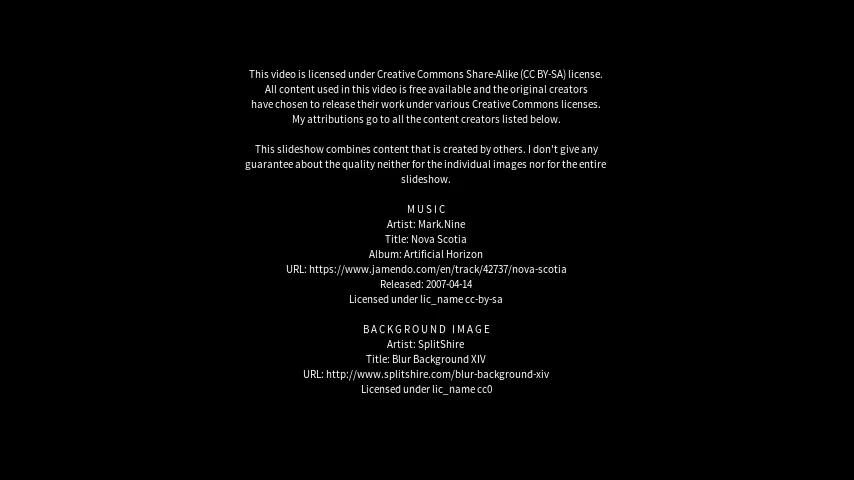 This video is licensed under Creative Commons Share-Alike (CC BY-SA) license.
All content used in this video is free available and the original creators
have chosen to release their work under various Creative Commons licenses.
My attributions go to all the content creators listed below.
This slideshow combines content that is created by others. I don't give any
guarantee about the quality neither for the individual images nor for the entire
slideshow.
MUSIC
Artist: Mark.Nine
Title: Nova Scotia
Album: Artificial Horizon
URL: https://www.jamendo.com/en/track/42737/nova-scotia
Released: 2007-04-14
Licensed under lic_name cc-by-sa
BACKGROUND IMAGE
Artist: SplitShire
Title: Blur Background XIV
URL: http://www.splitshire.com/blur-background-xiv
Licensed under lic_name cc0